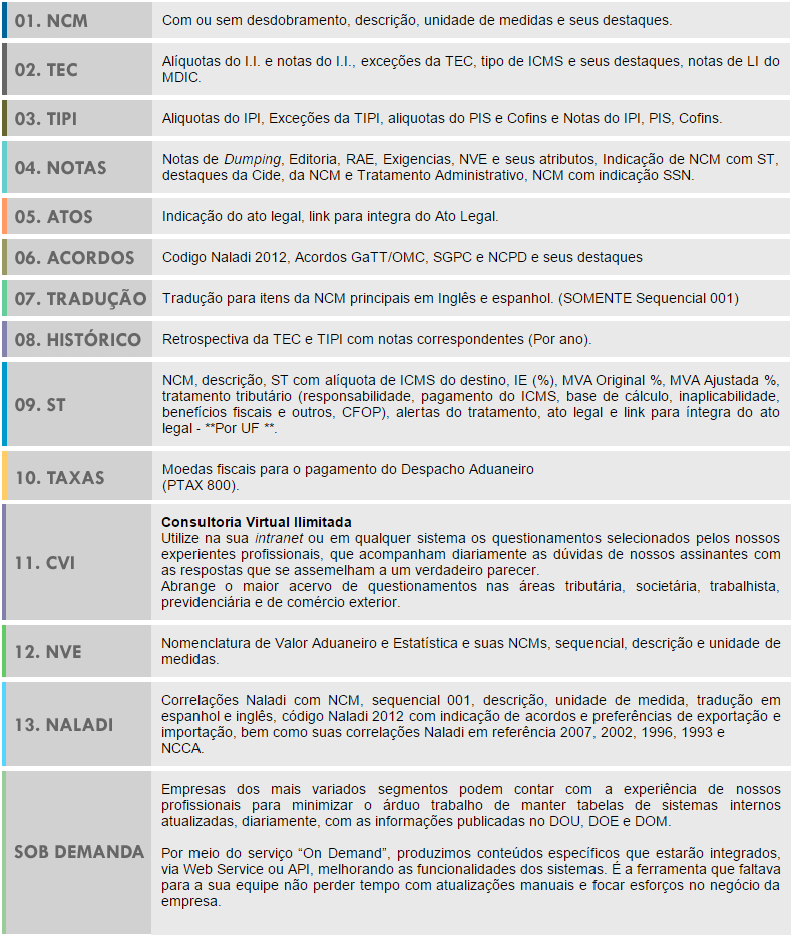 01. NCM
Com ou sem desdobramento, descrição, unidade de medidas e seus destaques.
02. TEC
Alíquotas do I.I. e notas do I.I., exceções da TEC, tipo de ICMS e seus destaques, notas de LI do
MDIC.
03. TIPI
Aliquotas do IPI, Exceções da TIPI, aliquotas do PIS e Cofins e Notas do IPI, PIS, Cofins.
04. NOTAS
Notas de Dumping, Editoria, RAE, Exigencias, NVE e seus atributos, Indicação de NCM com ST,
destaques da Cide, da NCM e Tratamento Administrativo, NCM com indicação SSN.
05. ATOS
Indicação do ato legal, link para integra do Ato Legal.
06. ACORDOS
Codigo Naladi 2012, Acordos GaTT/OMC, SGPC e NCPD e seus destaques
07. TRADUÇÃO
Tradução para itens da NCM principais em Inglês e espanhol. (SOMENTE Sequencial 001)
08. HISTÓRICO
Retrospectiva da TEC e TIPI com notas correspondentes (Por ano).
09. ST
NCM, descrição, ST com alíquota de ICMS do destino, IE (%), MVA Original %, MVA Ajustada %,
tratamento tributário (responsabilidade, pagamento do ICMS, base de cálculo, inaplicabilidade,
benefícios fiscais e outros, CFOP), alertas do tratamento, ato legal e link para íntegra do ato
legal - **Por UF **.
10. TAXAS
Moedas fiscais para o pagamento do Despacho Aduaneiro
(PTAX 800).
11. CVI
Consultoria Virtual Ilimitada
Utilize na sua intranet ou em qualquer sistema os questionamentos selecionados pelos nossos
experientes profissionais, que acompanham diariamente as dúvidas de nossos assinantes com
as respostas que se assemelham a um verdadeiro parecer.
Abrange o maior acervo de questionamentos nas áreas tributária, societária, trabalhista,
previdenciária e de comércio exterior.
12. NVE
Nomenclatura de Valor Aduaneiro e Estatística e suas NCMs, sequencial, descrição e unidade de
medidas.
13. NALADI
Correlações Naladi com NCM, sequencial 001, descrição, unidade de medida, tradução em
espanhol e inglês, código Naladi 2012 com indicação de acordos e preferências de exportação e
importação, bem como suas correlações Naladi em referência 2007, 2002, 1996, 1993 e
NCCA.
SOB DEMANDA
Empresas dos mais variados segmentos podem contar com a experiência de nossos
profissionais para minimizar o árduo trabalho de manter tabelas de sistemas internos
atualizadas, diariamente, com as informações publicadas no DOU, DOE e DOM.
Por meio do serviço “On Demand”, produzimos conteúdos específicos que estarão integrados,
via Web Service ou API, melhorando as funcionalidades dos sistemas. É a ferramenta que faltava
para a sua equipe não perder tempo com atualizações manuais e focar esforços no negócio da
empresa.